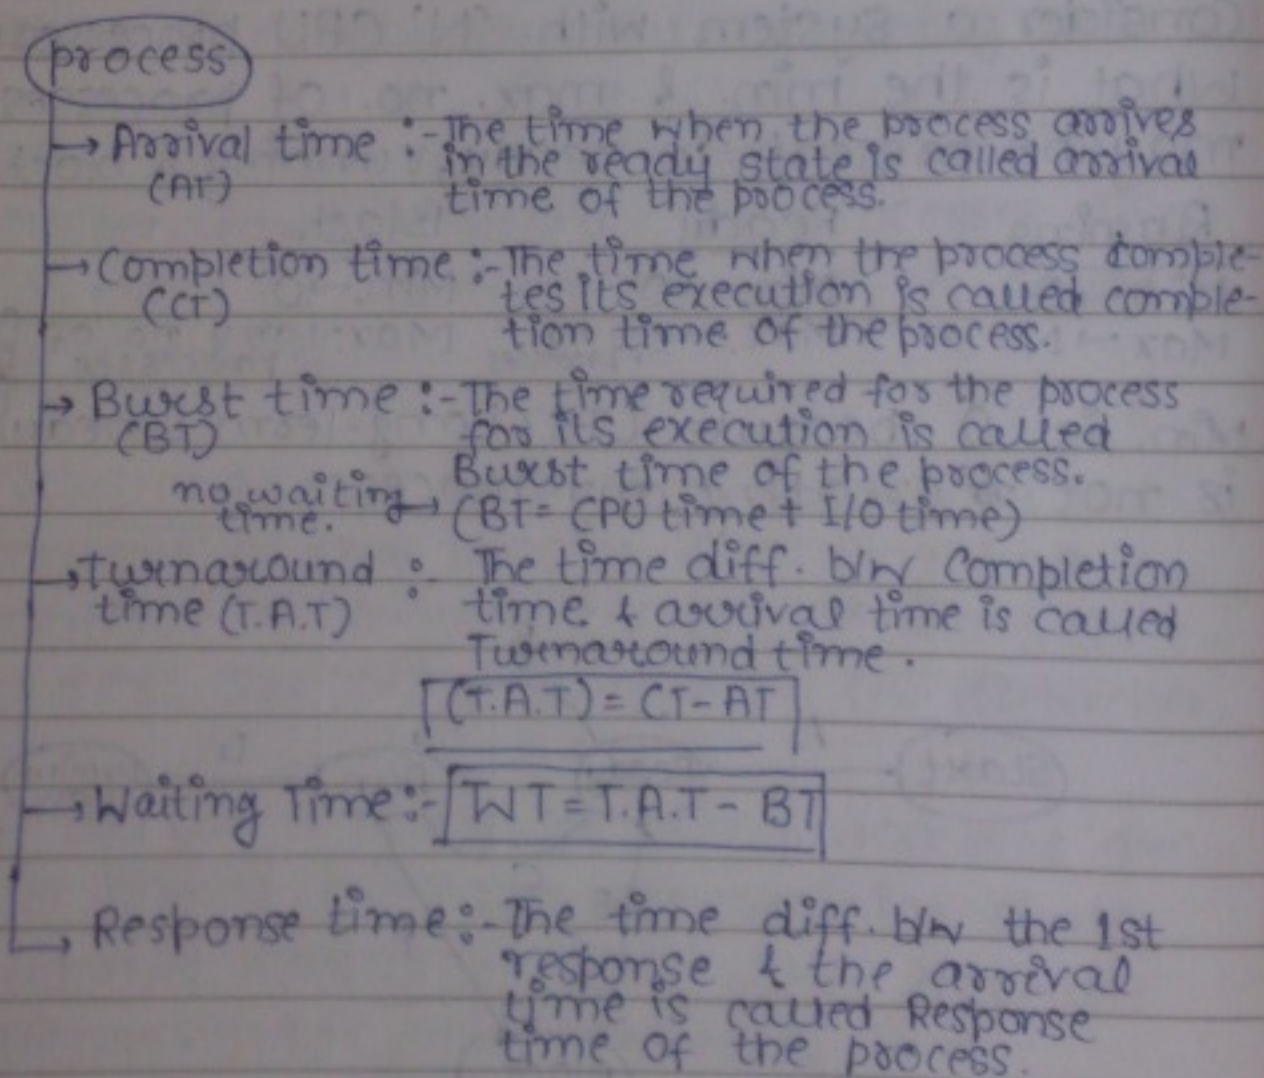 process
→ Arrival time :- The time when the process arrives
(AT) in the ready state is called arrival
time of the process.
→ Completion time :- The time when the process comple-
(CT) tes its execution is called comple-
tion time of the process.
→ Burst time :- The time required for the process
(BT) for its execution is called
Burst time of the process.
no waiting time. → (BT = CPU time + I/O time)
→ Turnaround :- The time diff. b/w Completion
time (T.A.T) time & arrival time is called
Turnaround time.
(T.A.T) = CT - AT
→ Waiting Time :- WT = T.A.T - BT
→ Response time :- The time diff. b/w the 1st
response & the arrival
time is called Response
time of the process.